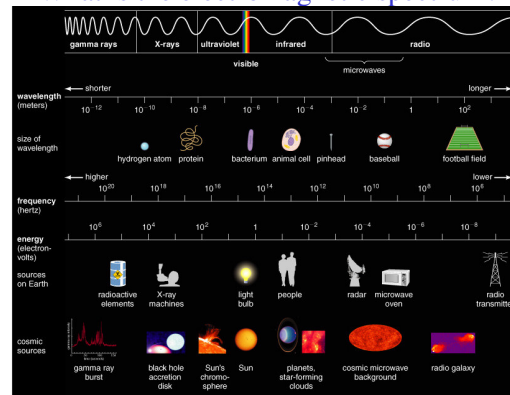 gamma rays X-rays ultraviolet infrared radio
visible
microwaves
shorter longer
wavelength
(meters)
10⁻¹² 10⁻¹⁰ 10⁻⁸ 10⁻⁶ 10⁻⁴ 10⁻² 1 10²
size of
wavelength
hydrogen atom protein bacterium animal cell pinhead baseball football field
higher lower
frequency
(hertz)
10²⁰ 10¹⁸ 10¹⁶ 10¹⁴ 10¹² 10¹⁰ 10⁸ 10⁶
energy
(electron-
volts)
10⁶ 10⁴ 10² 1 10⁻² 10⁻⁴ 10⁻⁶ 10⁻⁸
sources
on Earth
radioactive
elements
X-ray
machines
light
bulb
people
radar
microwave
oven
radio
transmitte
cosmic
sources
gamma ray
burst
black hole
accretion
disk
Sun's
chromo-
sphere
Sun
planets,
star-forming
clouds
cosmic microwave
background
radio galaxy